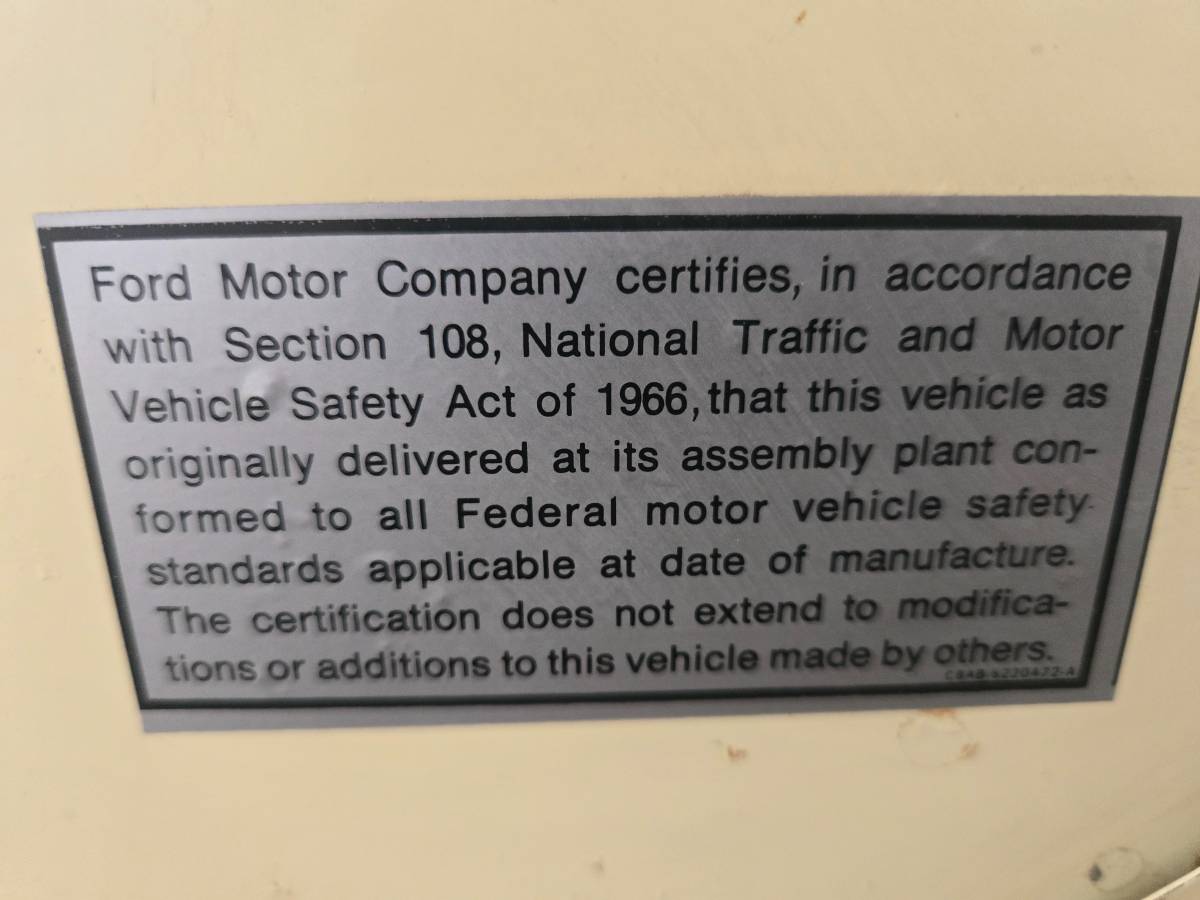 Ford Motor Company certifies, in accordance
with Section 108, National Traffic and Motor
Vehicle Safety Act of 1966, that this vehicle as
originally delivered at its assembly plant con-
formed to all Federal motor vehicle safety
standards applicable at date of manufacture.
The certification does not extend to modifica-
tions or additions to this vehicle made by others.